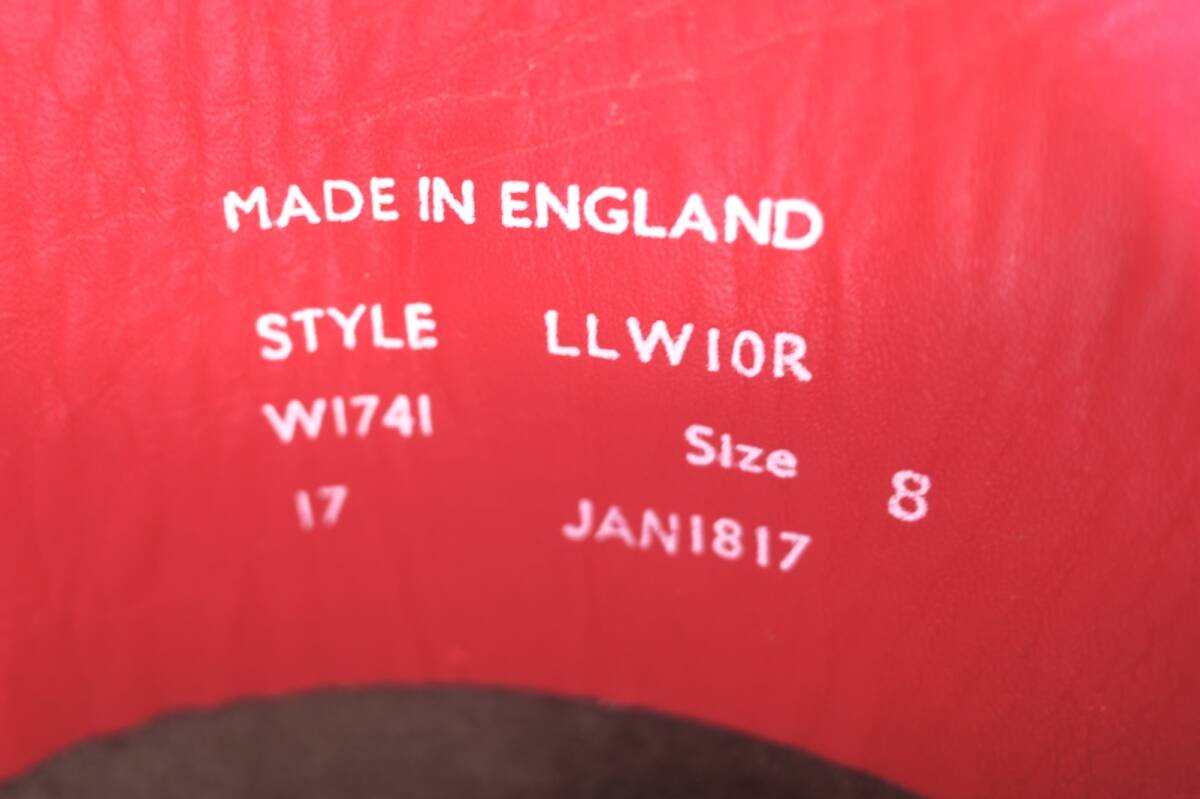 MADE IN ENGLAND
STYLE LLW10R
W1741
Size 8
17 JAN1817